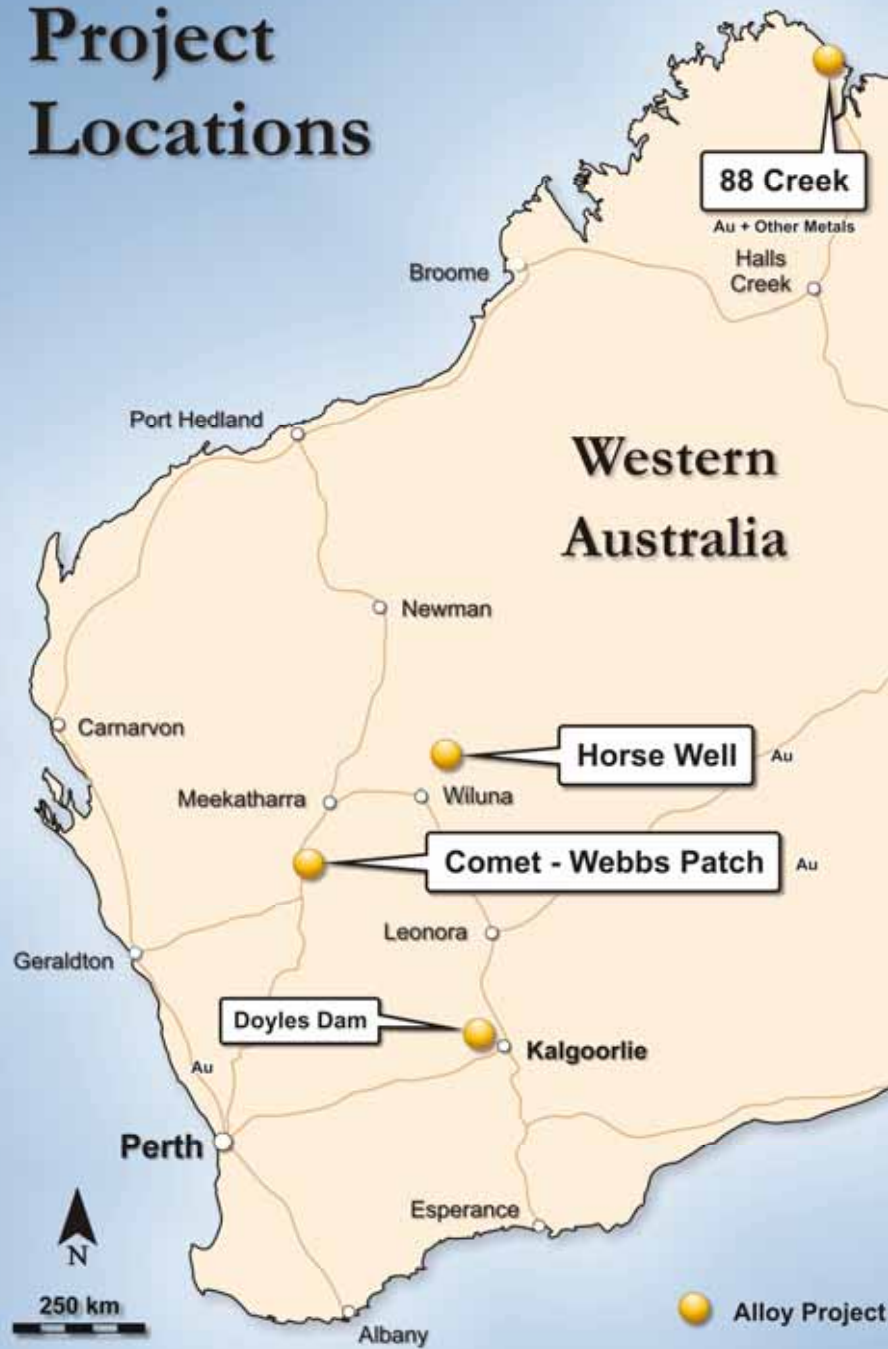 Project
Locations
88 Creek
Au + Other Metals
Halls
Creek
Broome
Port Hedland
Western
Australia
Newman
Carnarvon
Horse Well
Au
Meekatharra
Wiluna
Comet - Webbs Patch
Au
Leonora
Geraldton
Doyles Dam
Kalgoorlie
Au
Perth
Esperance
N
250 km
Alloy Project
Albany